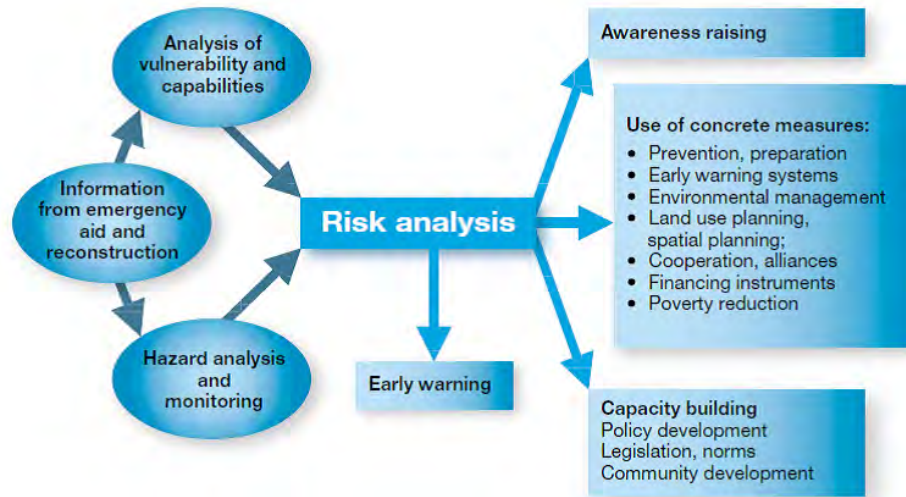 Analysis of
vulnerability and
capabilities
Information
from emergency
aid and
reconstruction
Hazard analysis
and
monitoring
Risk analysis
Early warning
Awareness raising
Use of concrete measures:
• Prevention, preparation
• Early warning systems
• Environmental management
• Land use planning,
spatial planning;
• Cooperation, alliances
• Financing instruments
• Poverty reduction
Capacity building
Policy development
Legislation, norms
Community development